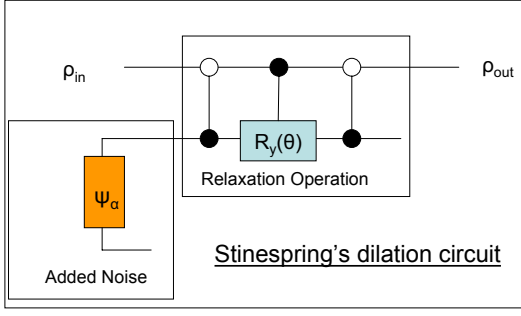 ρin
ρout
Ry(θ)
Relaxation Operation
Ψα
Stinespring's dilation circuit
Added Noise